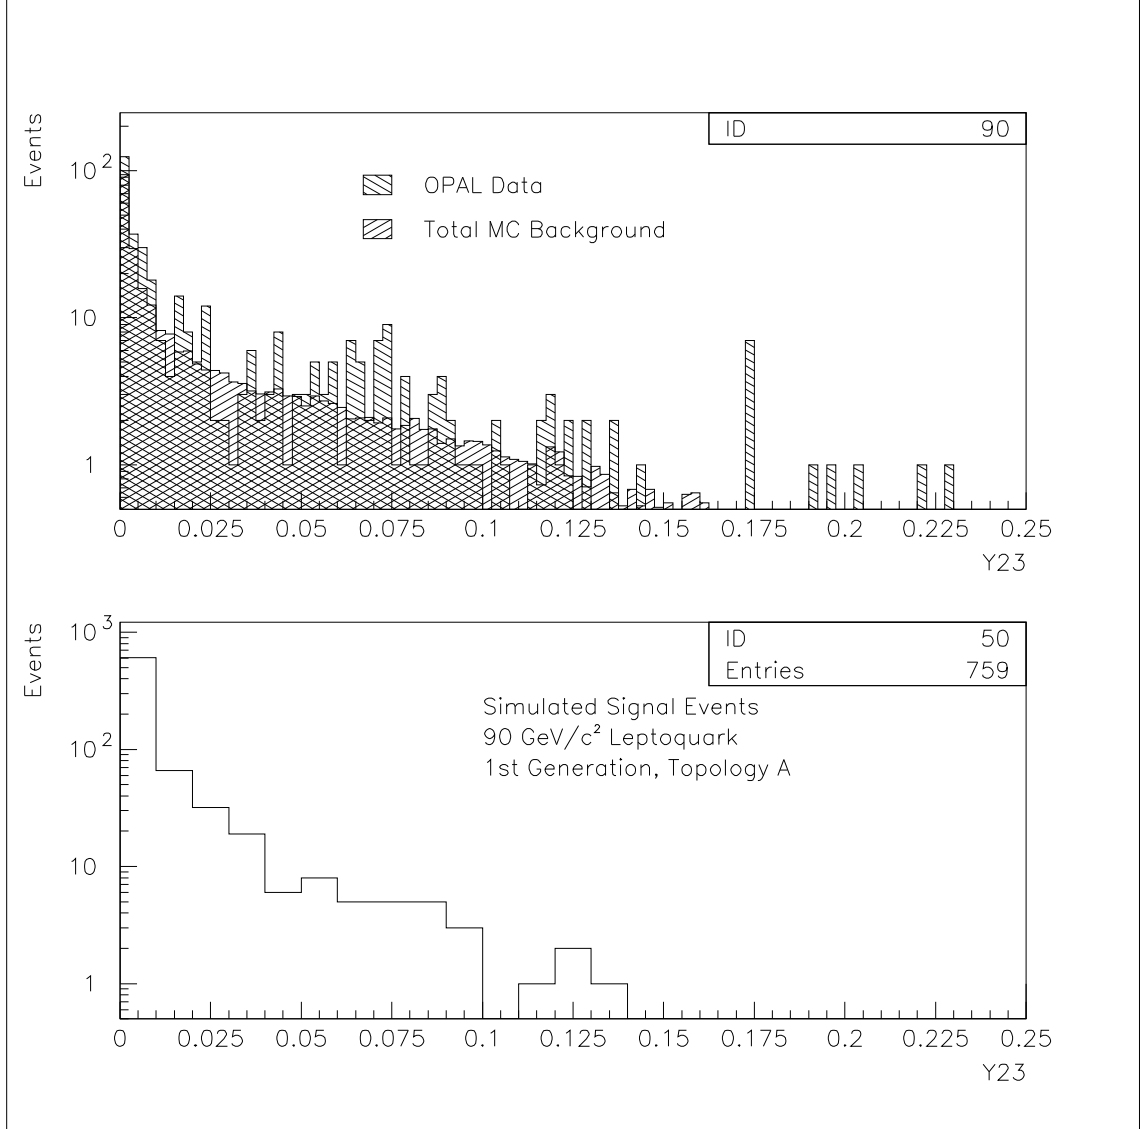 Events
10²
10
1
ID 90
OPAL Data
Total MC Background
0 0.025 0.05 0.075 0.1 0.125 0.15 0.175 0.2 0.225 0.25
Y23
Events
10³
10²
10
1
ID 50
Entries 759
Simulated Signal Events
90 GeV/c² Leptoquark
1st Generation, Topology A
0 0.025 0.05 0.075 0.1 0.125 0.15 0.175 0.2 0.225 0.25
Y23